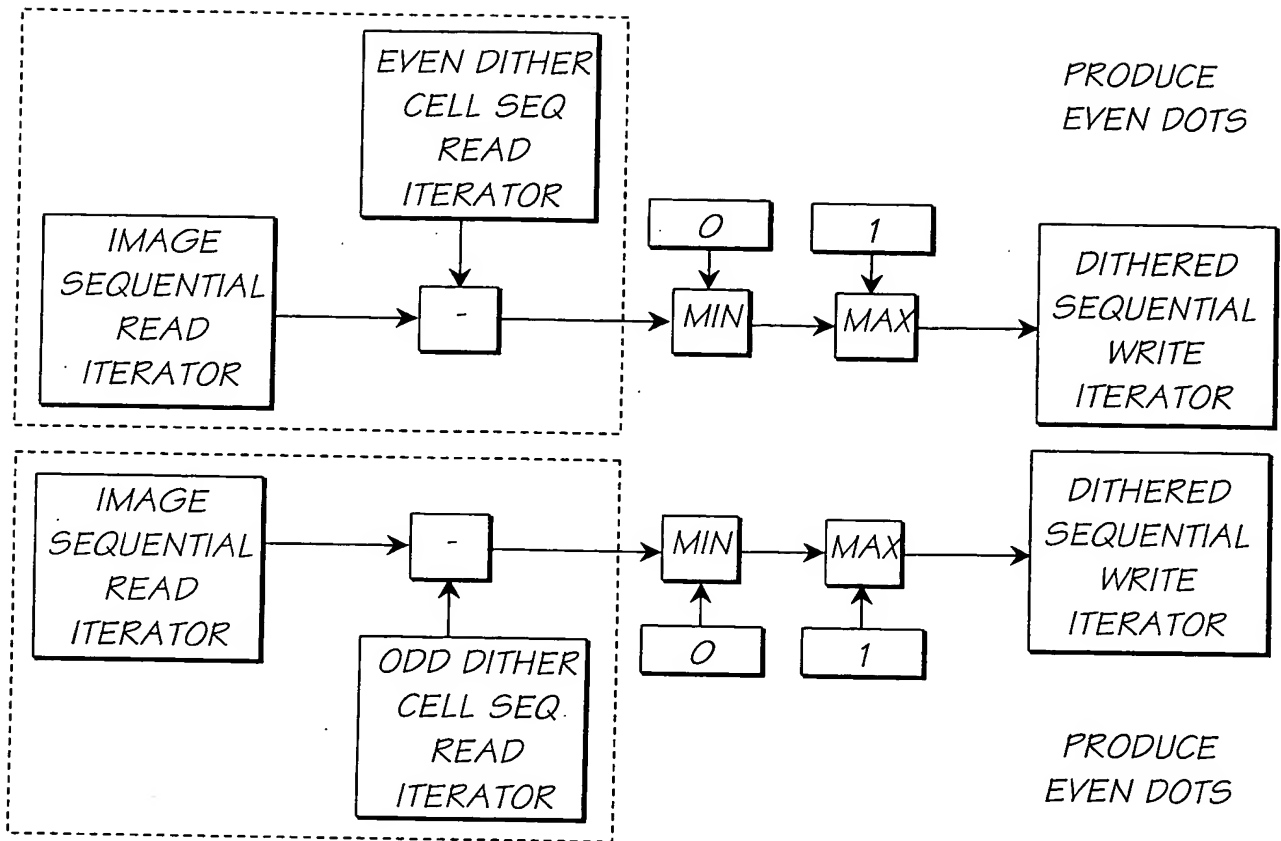 EVEN DITHER
CELL SEQ
READ
ITERATOR
PRODUCE
EVEN DOTS
IMAGE
SEQUENTIAL
READ
ITERATOR
-
0
MIN
1
MAX
DITHERED
SEQUENTIAL
WRITE
ITERATOR
IMAGE
SEQUENTIAL
READ
ITERATOR
-
MIN
0
MAX
1
DITHERED
SEQUENTIAL
WRITE
ITERATOR
ODD DITHER
CELL SEQ
READ
ITERATOR
PRODUCE
EVEN DOTS